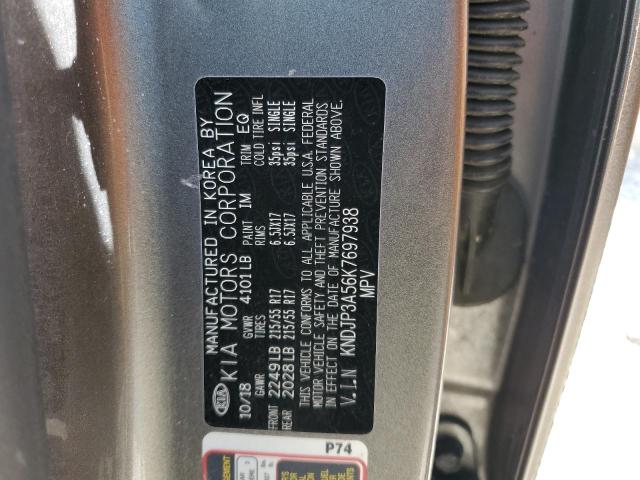 MANUFACTURED IN KOREA BY
KIA KIA MOTORS CORPORATION
10/18 GVWR 4101LB PAINT IM TRIM EQ
GAWR TIRES RIMS COLD TIRE INFL
FRONT 2249LB 215/55 R17 6.5JX17 35psi SINGLE
REAR 2028LB 215/55 R17 6.5JX17 35psi SINGLE
THIS VEHICLE CONFORMS TO ALL APPLICABLE U.S.A. FEDERAL
MOTOR VEHICLE SAFETY AND THEFT PREVENTION STANDARDS
IN EFFECT ON THE DATE OF MANUFACTURE SHOWN ABOVE.
V.I.N KNDJP3A56K7697938
MPV
P74